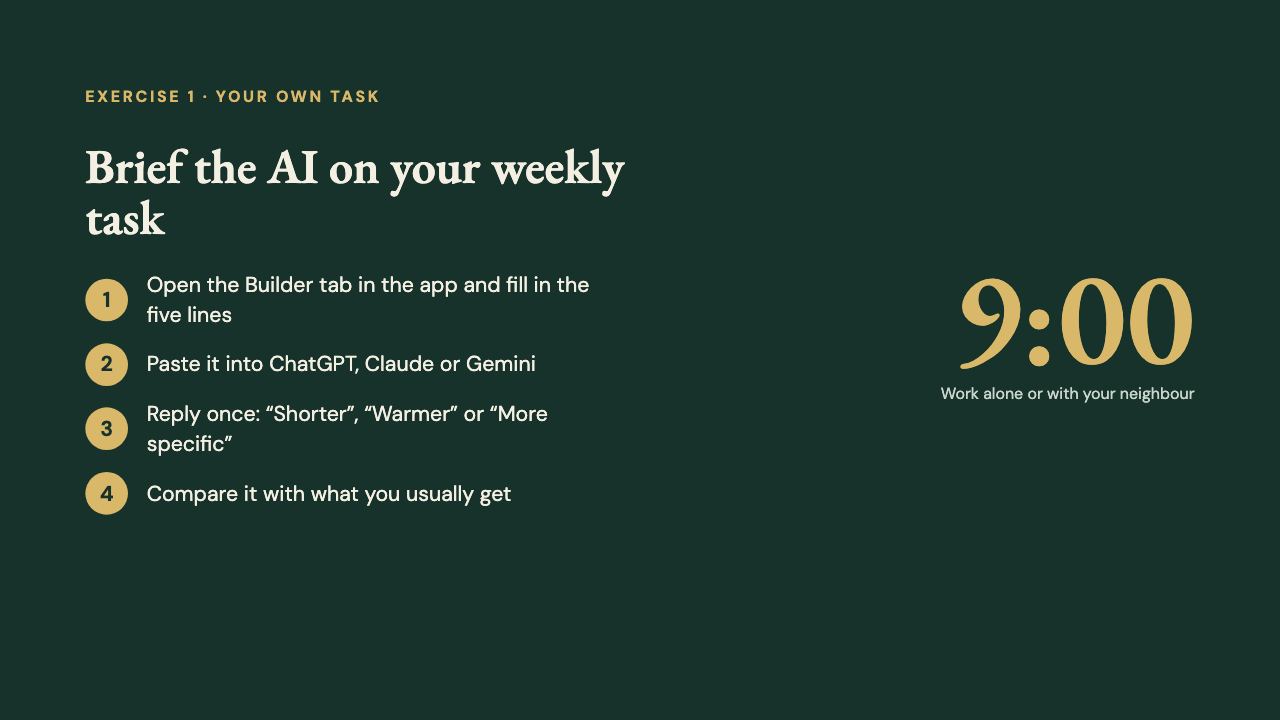 EXERCISE 1 · YOUR OWN TASK
Brief the AI on your weekly
task
1
Open the Builder tab in the app and fill in the
five lines
2
Paste it into ChatGPT, Claude or Gemini
3
Reply once: “Shorter”, “Warmer” or “More
specific”
4
Compare it with what you usually get
9:00
Work alone or with your neighbour